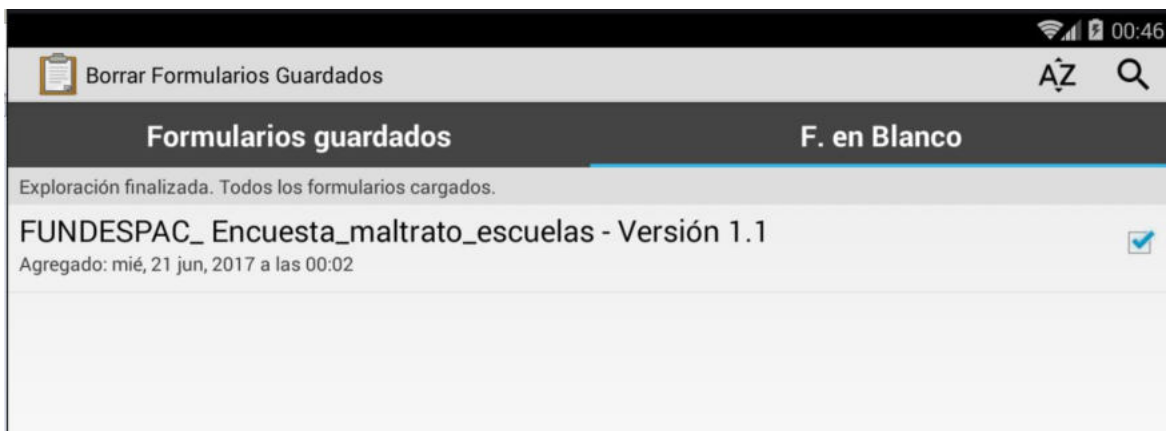 00:46
Borrar Formularios Guardados AZ
Formularios guardados F. en Blanco
Exploración finalizada. Todos los formularios cargados.
FUNDESPAC_ Encuesta_maltrato_escuelas - Versión 1.1
Agregado: mié, 21 jun, 2017 a las 00:02